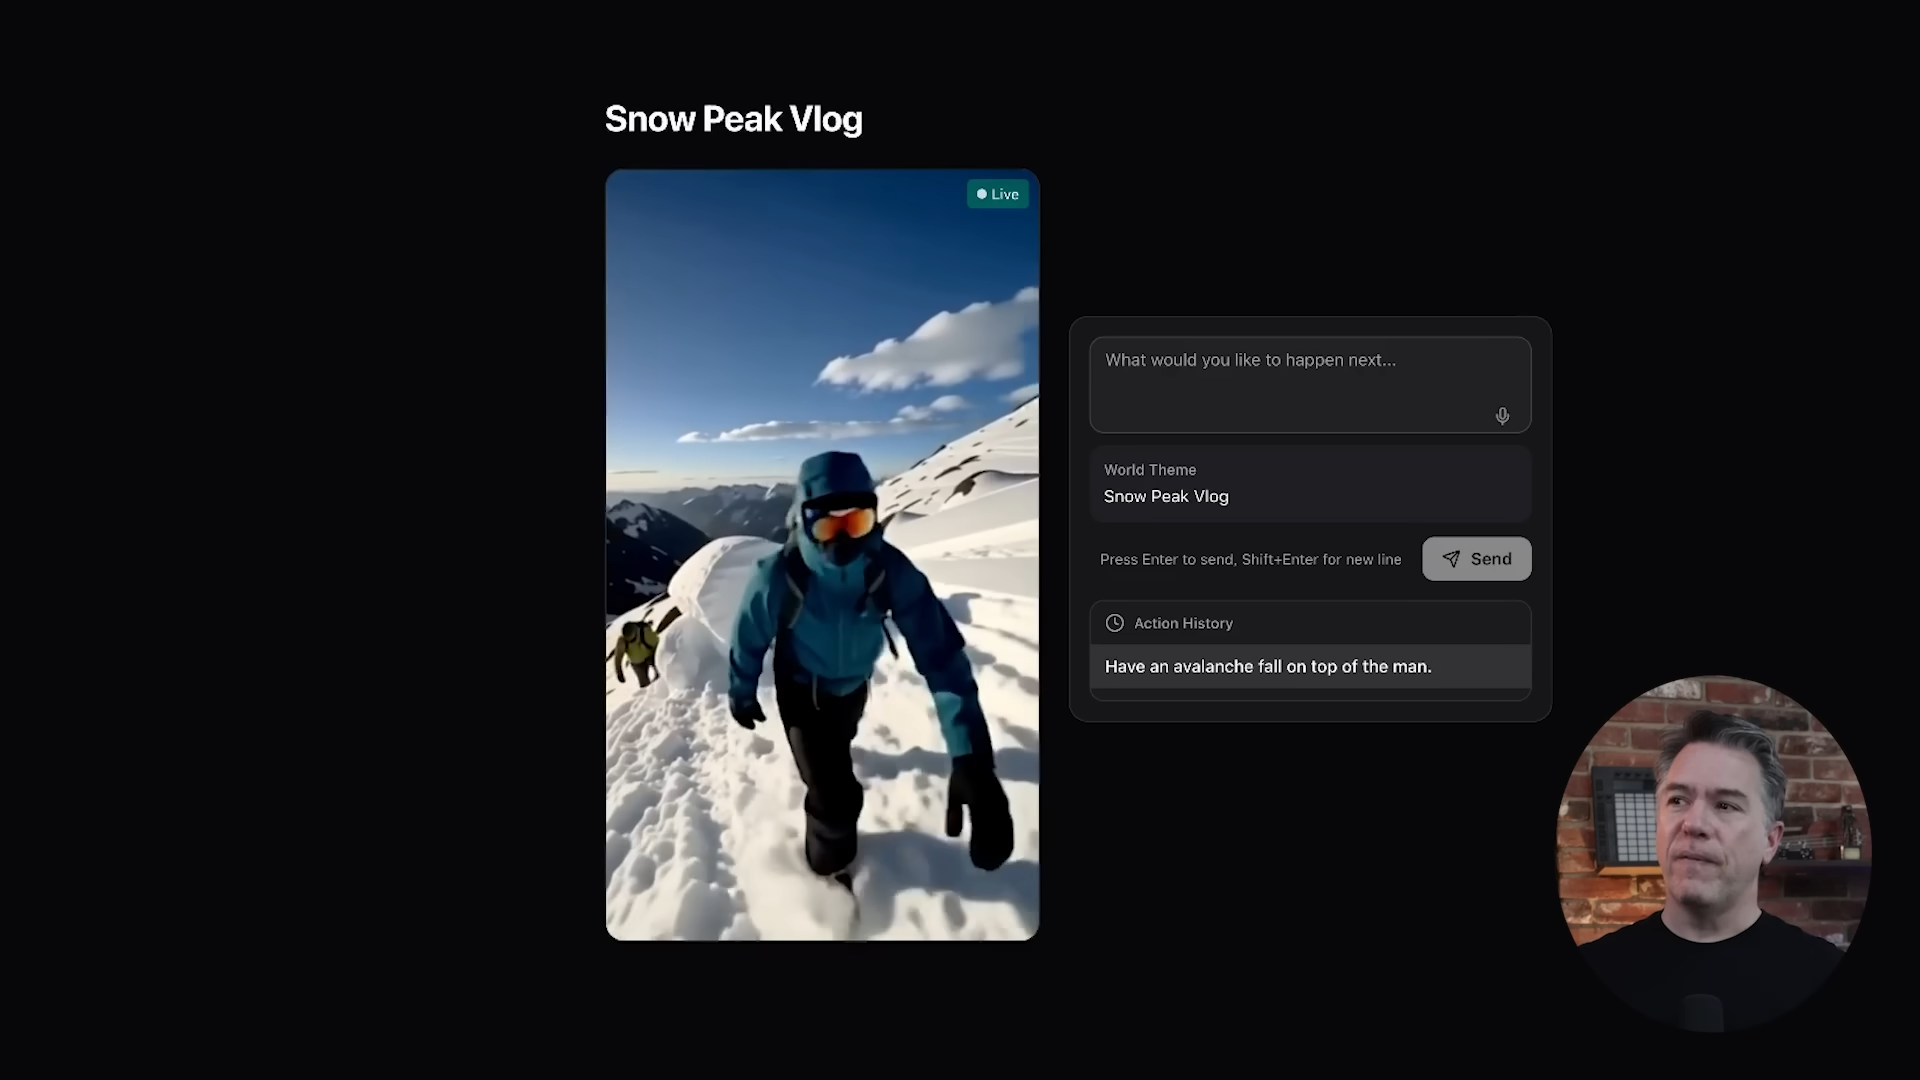 Snow Peak Vlog
Live
What would you like to happen next...
World Theme
Snow Peak Vlog
Press Enter to send, Shift+Enter for new line
Send
Action History
Have an avalanche fall on top of the man.